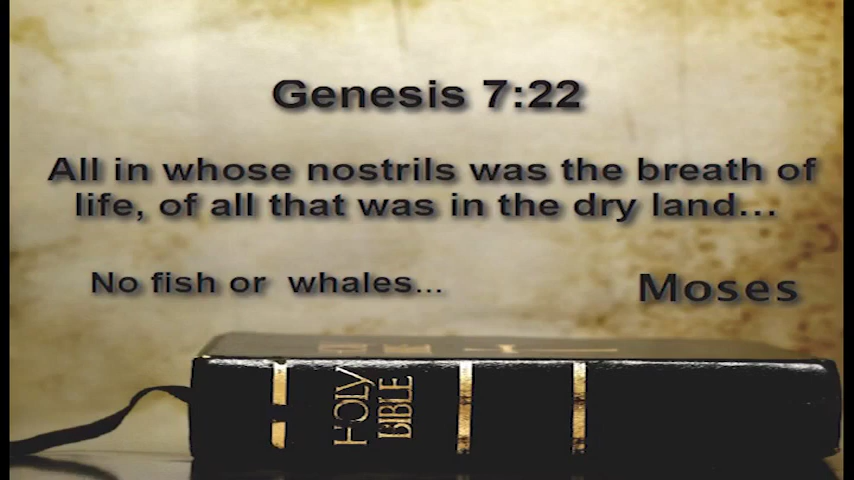 Genesis 7:22
All in whose nostrils was the breath of
life, of all that was in the dry land...
No fish or whales...
Moses
HOLY
BIBLE